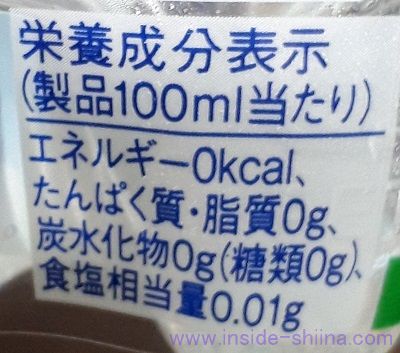 栄養成分表示
(製品100ml当たり)
エネルギー0kcal、
たんぱく質・脂質0g、
炭水化物0g(糖類0g)、
食塩相当量0.01g
www.inside-shiina.com